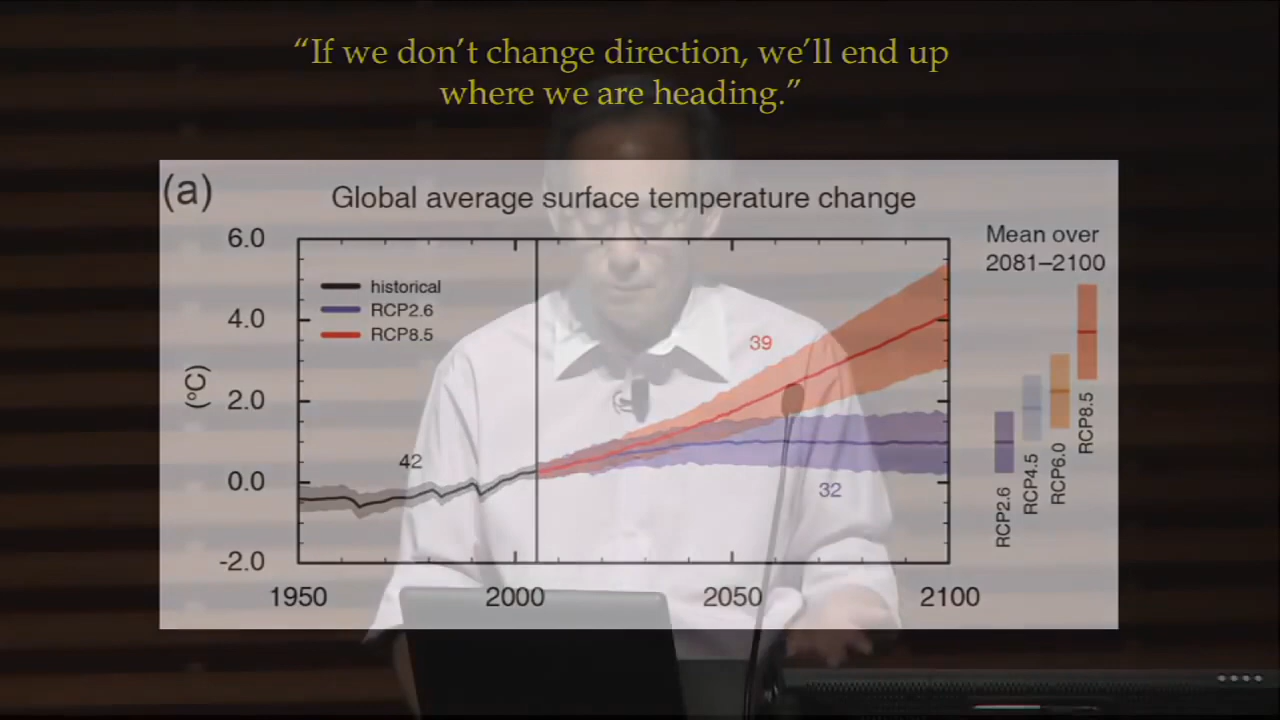 “If we don’t change direction, we’ll end up
where we are heading.”
(a)
Global average surface temperature change
6.0
4.0
2.0
0.0
-2.0
(°C)
historical
RCP2.6
RCP8.5
42
39
32
1950
2000
2050
2100
Mean over
2081–2100
RCP2.6
RCP4.5
RCP6.0
RCP8.5